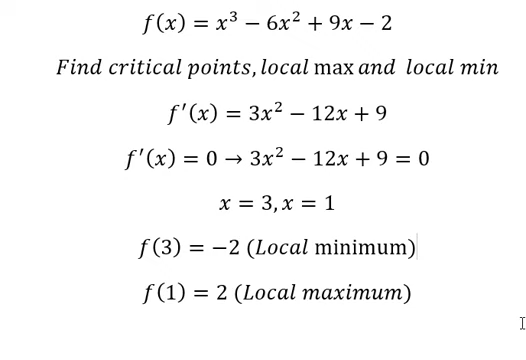 f(x) = x³ − 6x² + 9x − 2
Find critical points, local max and local min
f′(x) = 3x² − 12x + 9
f′(x) = 0 → 3x² − 12x + 9 = 0
x = 3, x = 1
f(3) = −2 (Local minimum)
f(1) = 2 (Local maximum)